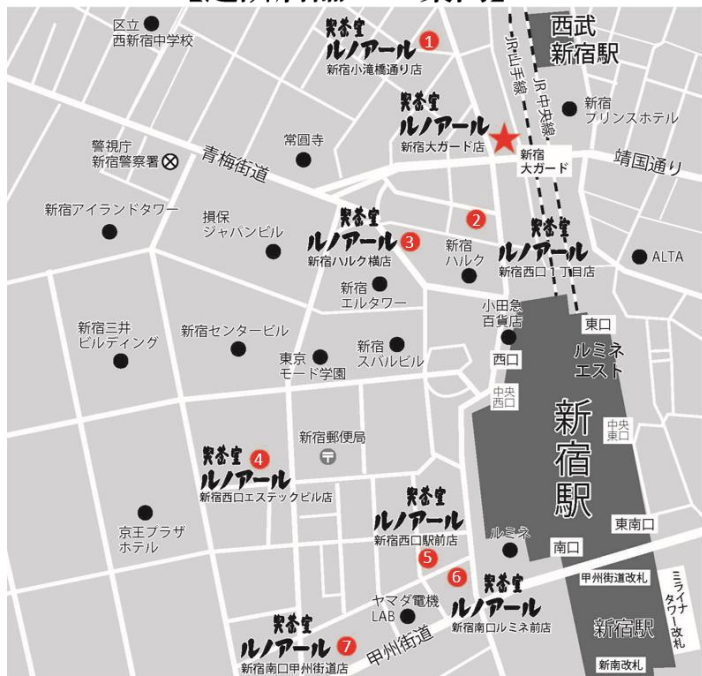 区立
西新宿中学校
喫茶室
ルノアール
1
新宿小滝橋通り店
西武
新宿駅
JR山手線
JR中央線
新宿
プリンスホテル
喫茶室
ルノアール
新宿大ガード店
新宿
大ガード
靖国通り
常圓寺
警視庁
新宿警察署
青梅街道
新宿アイランドタワー
損保
ジャパンビル
喫茶室
ルノアール
3
新宿ハルク横店
2
新宿
ハルク
喫茶室
ルノアール
新宿西口1丁目店
ALTA
新宿
エルタワー
小田急
百貨店
新宿三井
ビルディング
新宿センタービル
東京
モード学園
新宿
スバルビル
西口
東口
ルミネ
エスト
中央
西口
中央
東口
新宿駅
喫茶室
4
ルノアール
新宿西口エステックビル店
新宿郵便局
〒
京王プラザ
ホテル
喫茶室
ルノアール
新宿西口駅前店
5
ルミネ
南口
東南口
甲州街道改札
6
喫茶室
ルノアール
新宿南口ルミネ前店
ヤマダ電機
LAB
甲州街道
喫茶室
ルノアール
7
新宿南口甲州街道店
新宿駅
ミライナ
タワー改札
新南改札